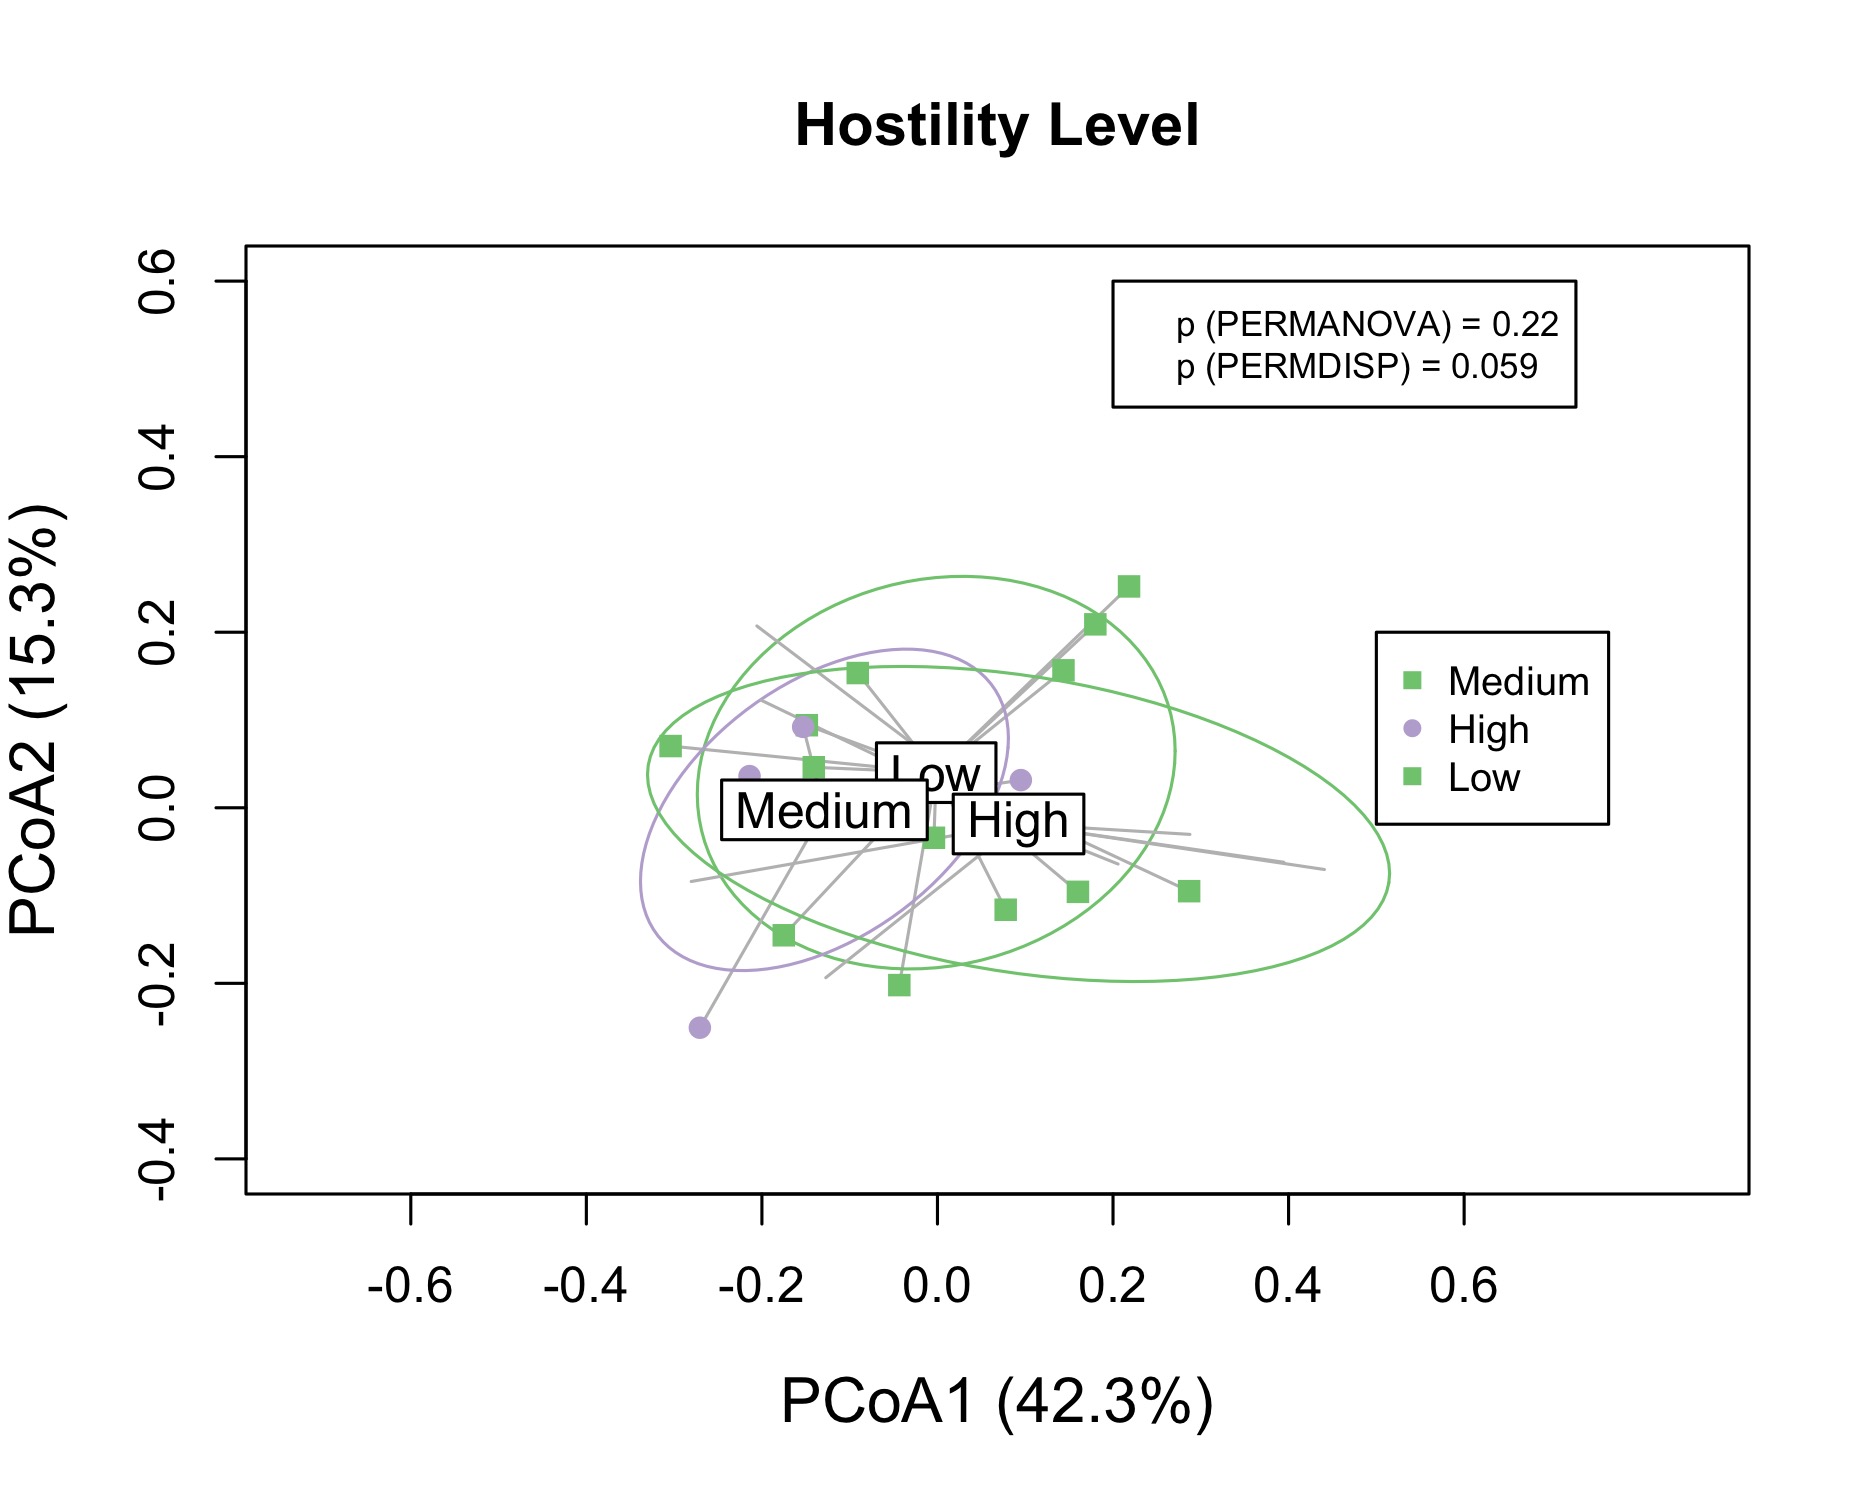 Hostility Level
p (PERMANOVA) = 0.22
p (PERMDISP) = 0.059
PCoA2 (15.3%)
0.6
0.4
0.2
0.0
-0.2
-0.4
Medium
High
Low
Low
Medium
High
-0.6 -0.4 -0.2 0.0 0.2 0.4 0.6
PCoA1 (42.3%)